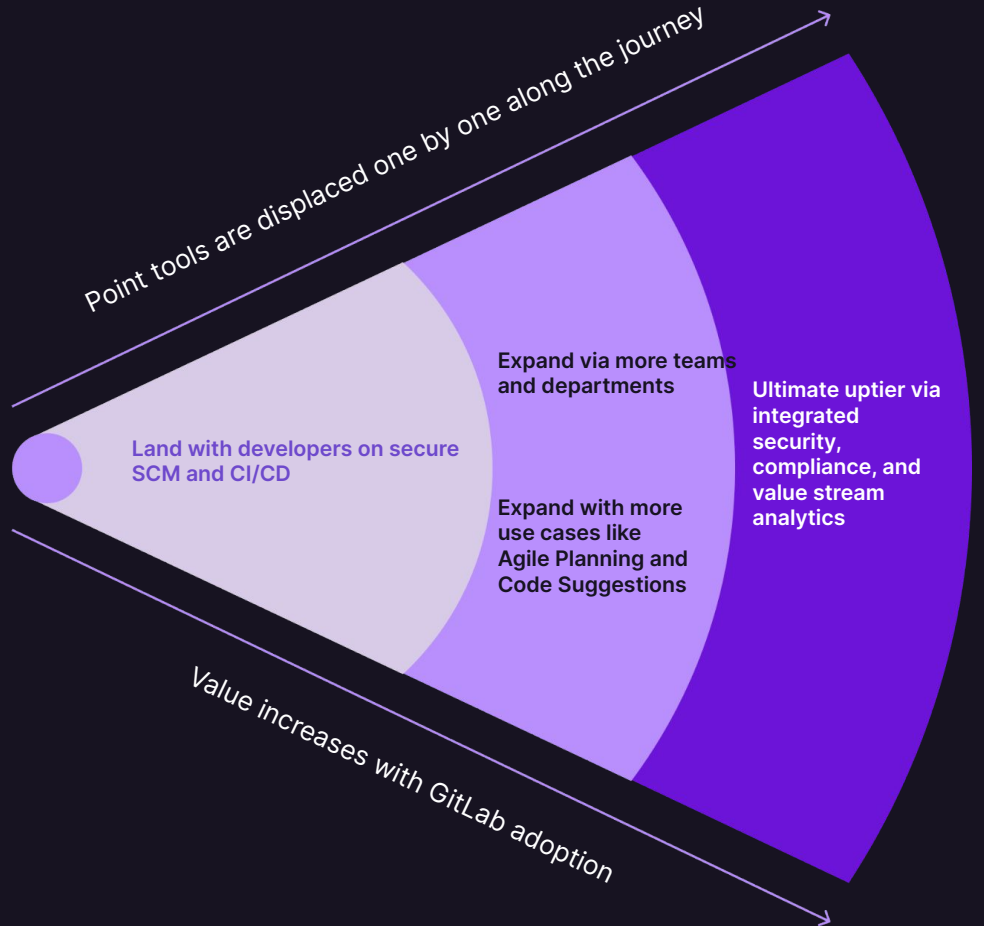 Point tools are displaced one by one along the journey
Land with developers on secure
SCM and CI/CD
Expand via more teams
and departments
Expand with more
use cases like
Agile Planning and
Code Suggestions
Ultimate uptier via
integrated
security,
compliance, and
value stream
analytics
Value increases with GitLab adoption